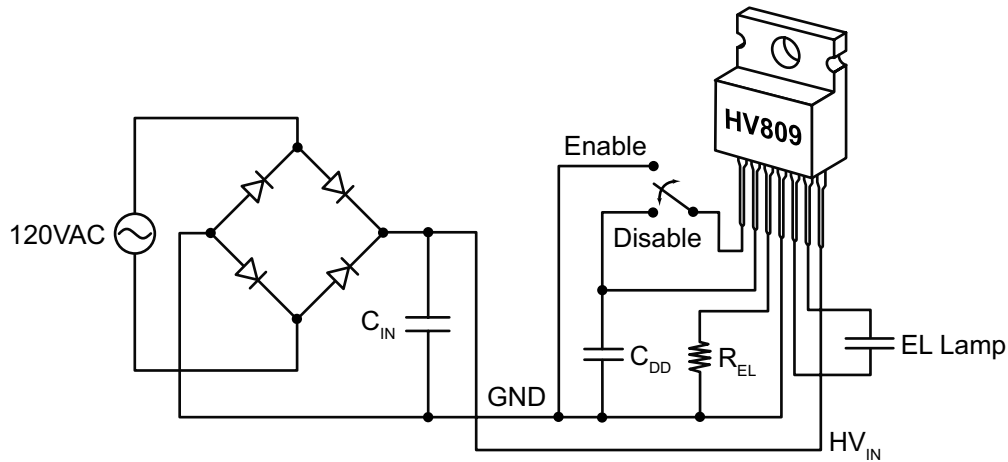 HV809
Enable
120VAC
Disable
C_IN
C_DD
R_EL
EL Lamp
GND
HV_IN